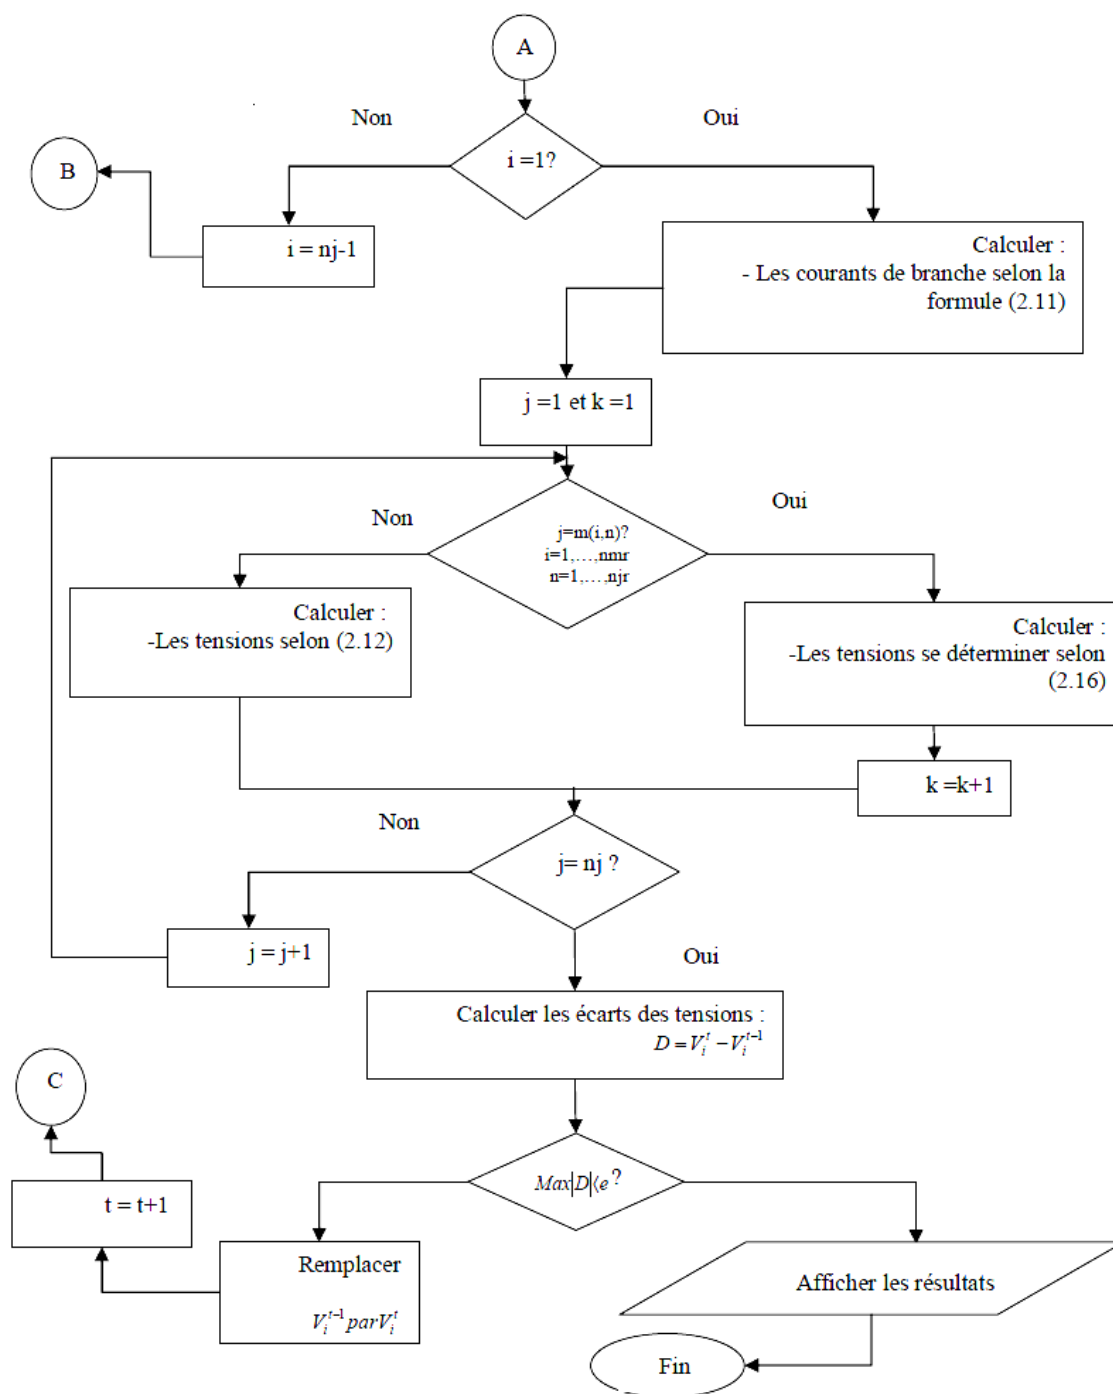 A
Non
Oui
i =1?
B
i = nj-1
Calculer :
- Les courants de branche selon la
formule (2.11)
j =1 et k =1
Non
Oui
j=m(i,n)?
i=1,…,nmr
n=1,…,njr
Calculer :
-Les tensions selon (2.12)
Calculer :
-Les tensions se déterminer selon
(2.16)
k =k+1
Non
j= nj ?
j = j+1
Oui
Calculer les écarts des tensions :
D = V_i^t − V_i^{t−1}
C
Max|D|⟨e ?
t = t+1
Remplacer
V_i^{t−1} par V_i^t
Afficher les résultats
Fin